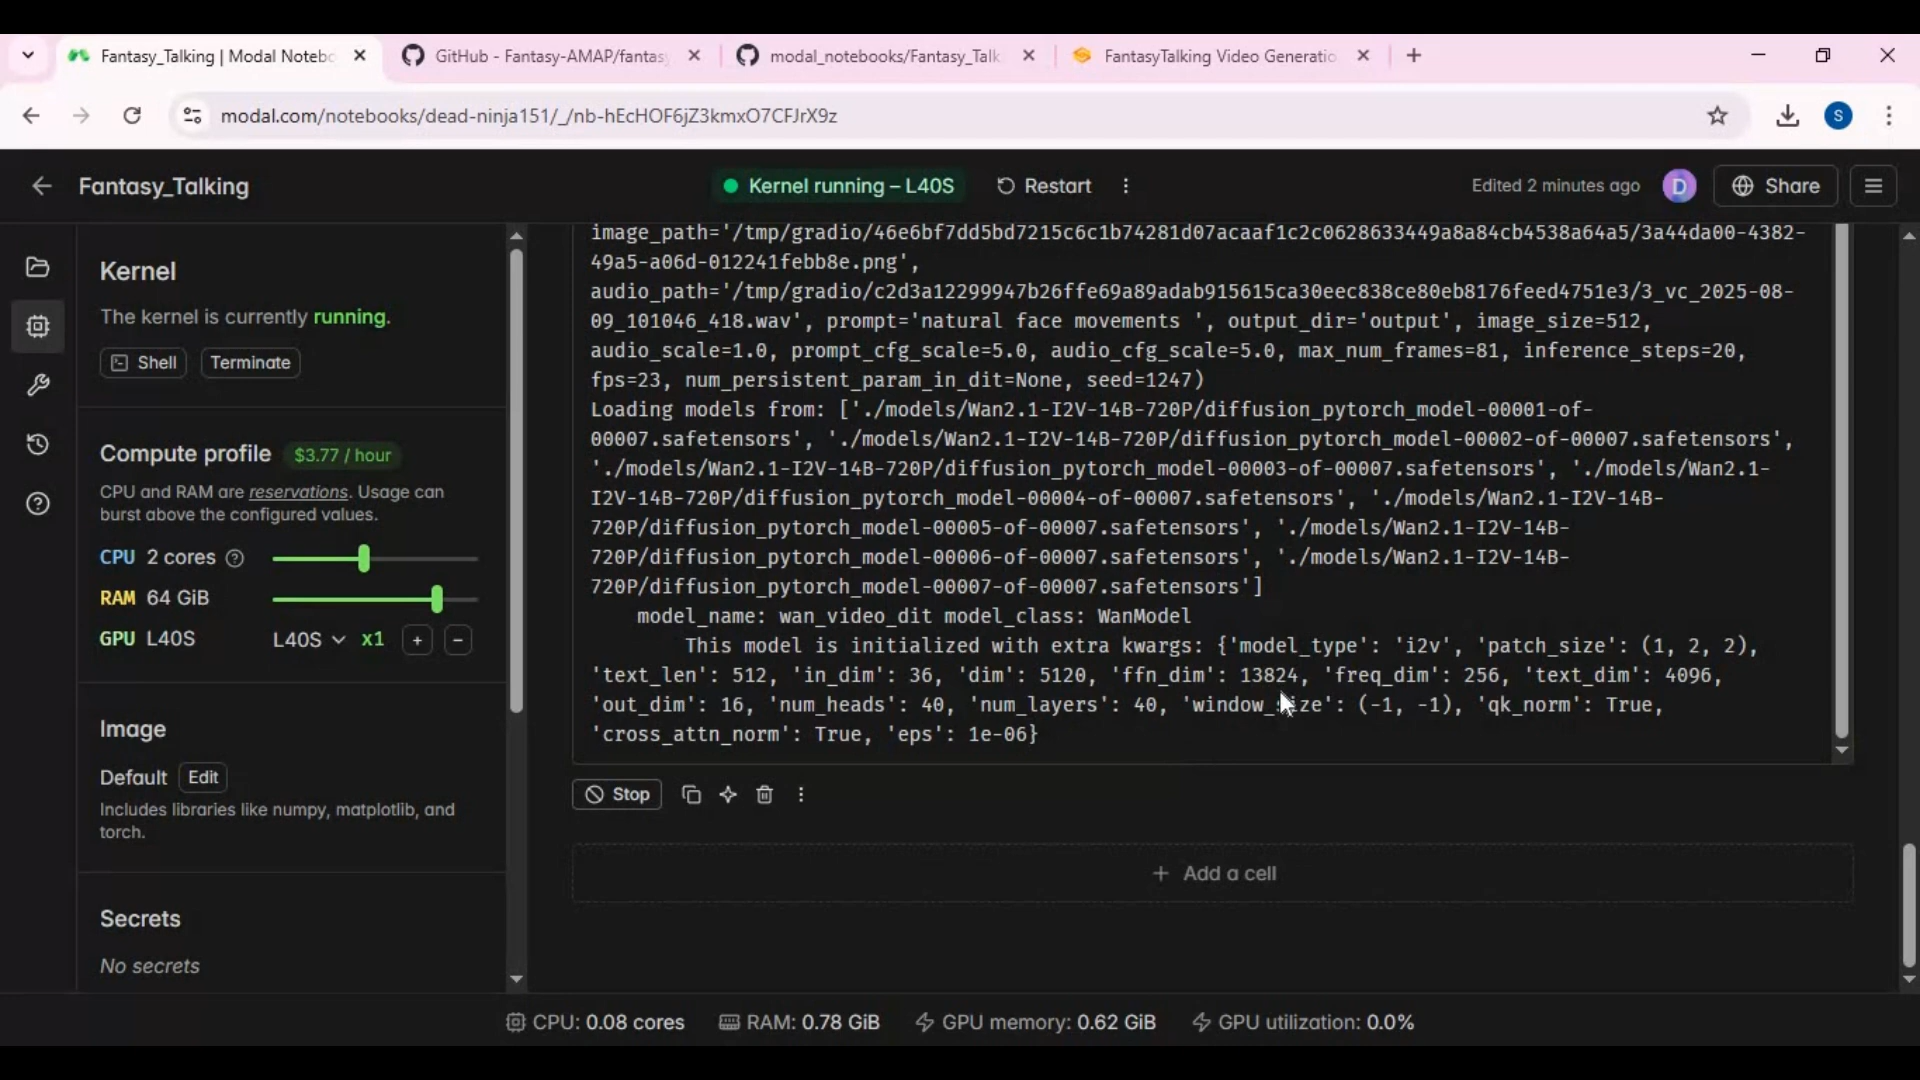 Fantasy_Talking | Modal Notebo
GitHub - Fantasy-AMAP/fantasy
modal_notebooks/Fantasy_Talk
FantasyTalking Video Generatio
modal.com/notebooks/dead-ninja151/_/nb-hEcHOF6jZ3kmxO7CFJrX9z
S
Fantasy_Talking
Kernel running – L40S
Restart
Edited 2 minutes ago
D
Share
Kernel
The kernel is currently running.
Shell
Terminate
Compute profile $3.77 / hour
CPU and RAM are reservations. Usage can
burst above the configured values.
CPU 2 cores
RAM 64 GiB
GPU L40S L40S x1 + −
Image
Default Edit
Includes libraries like numpy, matplotlib, and
torch.
Secrets
No secrets
image_path='/tmp/gradio/46e6bf7dd5bd7215c6c1b74281d07acaaf1c2c0628633449a8a84cb4538a64a5/3a44da00-4382-
49a5-a06d-012241febb8e.png',
audio_path='/tmp/gradio/c2d3a12299947b26ffe69a89adab915615ca30eec838ce80eb8176feed4751e3/3_vc_2025-08-
09_101046_418.wav', prompt='natural face movements ', output_dir='output', image_size=512,
audio_scale=1.0, prompt_cfg_scale=5.0, audio_cfg_scale=5.0, max_num_frames=81, inference_steps=20,
fps=23, num_persistent_param_in_dit=None, seed=1247)
Loading models from: ['./models/Wan2.1-I2V-14B-720P/diffusion_pytorch_model-00001-of-
00007.safetensors', './models/Wan2.1-I2V-14B-720P/diffusion_pytorch_model-00002-of-00007.safetensors',
'./models/Wan2.1-I2V-14B-720P/diffusion_pytorch_model-00003-of-00007.safetensors', './models/Wan2.1-
I2V-14B-720P/diffusion_pytorch_model-00004-of-00007.safetensors', './models/Wan2.1-I2V-14B-
720P/diffusion_pytorch_model-00005-of-00007.safetensors', './models/Wan2.1-I2V-14B-
720P/diffusion_pytorch_model-00006-of-00007.safetensors', './models/Wan2.1-I2V-14B-
720P/diffusion_pytorch_model-00007-of-00007.safetensors']
model_name: wan_video_dit model_class: WanModel
This model is initialized with extra kwargs: {'model_type': 'i2v', 'patch_size': (1, 2, 2),
'text_len': 512, 'in_dim': 36, 'dim': 5120, 'ffn_dim': 13824, 'freq_dim': 256, 'text_dim': 4096,
'out_dim': 16, 'num_heads': 40, 'num_layers': 40, 'window_size': (-1, -1), 'qk_norm': True,
'cross_attn_norm': True, 'eps': 1e-06}
Stop
+ Add a cell
CPU: 0.08 cores
RAM: 0.78 GiB
GPU memory: 0.62 GiB
GPU utilization: 0.0%